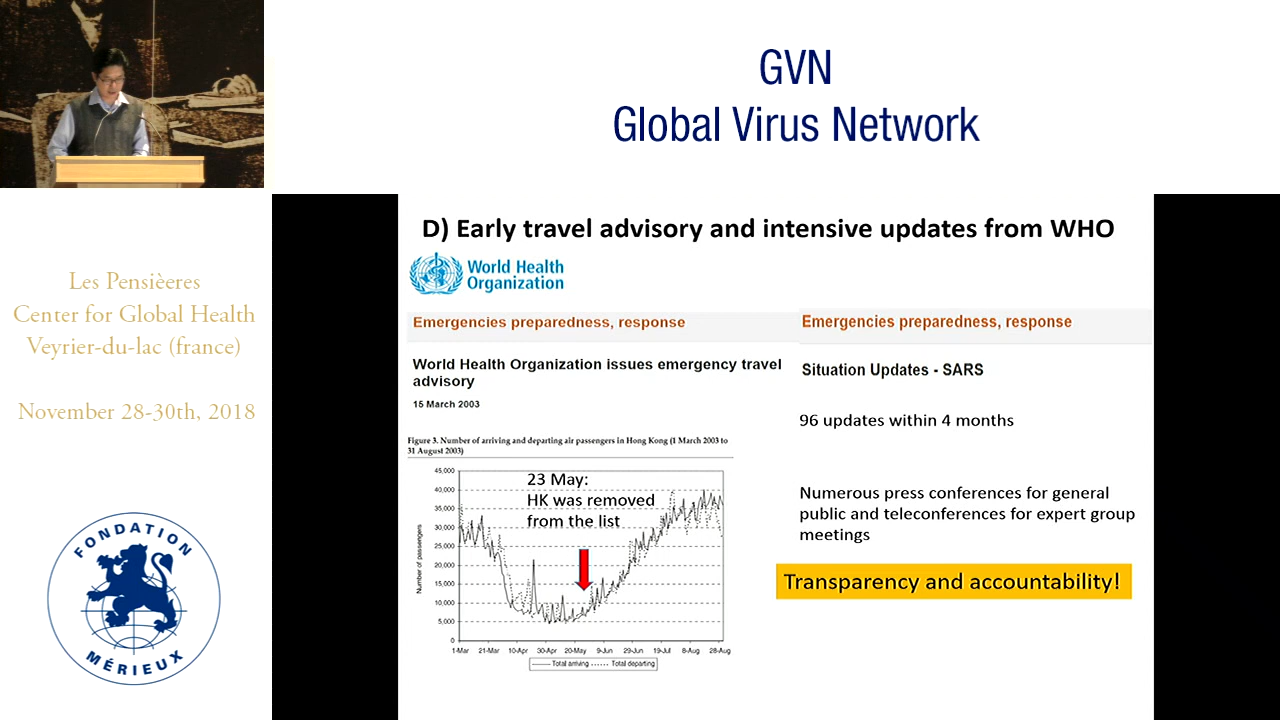 GVN
Global Virus Network
Les Pensièeres
Center for Global Health
Veyrier-du-lac (france)
November 28-30th, 2018
FONDATION
MÉRIEUX
D) Early travel advisory and intensive updates from WHO
World Health
Organization
Emergencies preparedness, response
World Health Organization issues emergency travel
advisory
15 March 2003
Figure 3. Number of arriving and departing air passengers in Hong Kong (1 March 2003 to
31 August 2003)
23 May:
HK was removed
from the list
Number of passengers
45,000
40,000
35,000
30,000
25,000
20,000
15,000
10,000
5,000
0
1-Mar 21-Mar 10-Apr 30-Apr 20-May 9-Jun 29-Jun 19-Jul 8-Aug 28-Aug
Total arriving Total departing
Emergencies preparedness, response
Situation Updates - SARS
96 updates within 4 months
Numerous press conferences for general
public and teleconferences for expert group
meetings
Transparency and accountability!